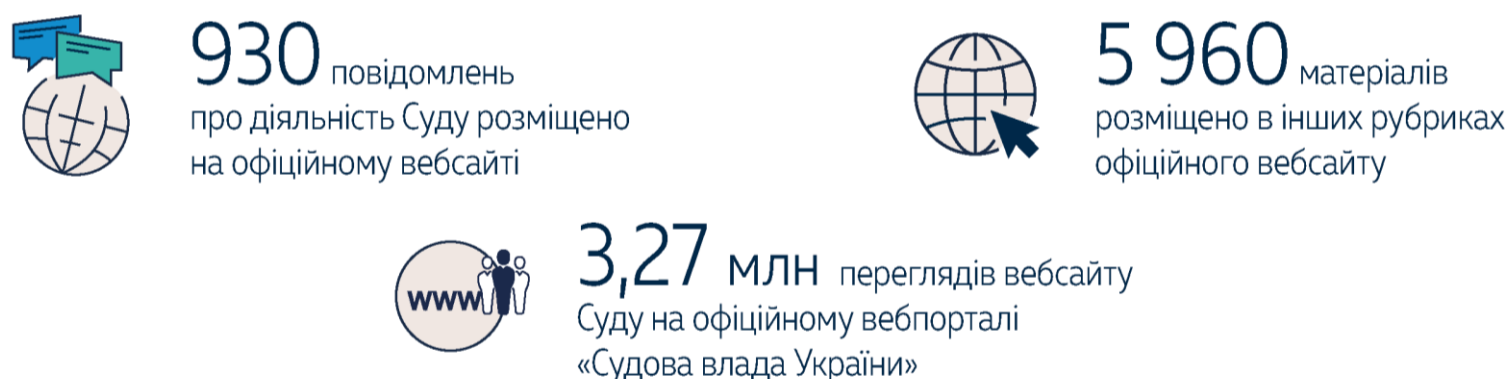 930 повідомлень
про діяльність Суду розміщено
на офіційному вебсайті
5 960 матеріалів
розміщено в інших рубриках
офіційного вебсайту
www
3,27 млн переглядів вебсайту
Суду на офіційному вебпорталі
«Судова влада України»